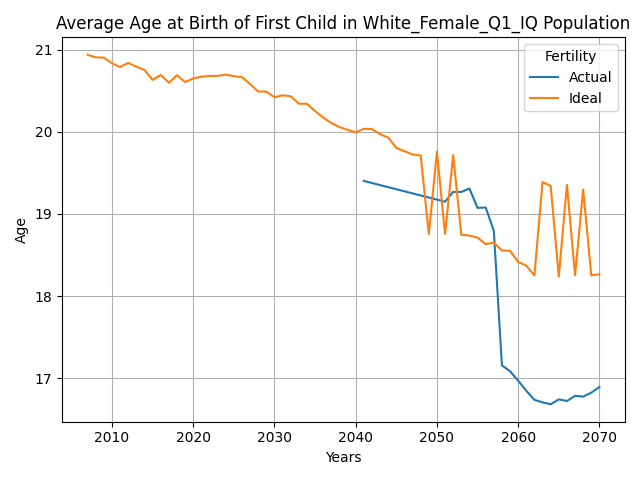 Average Age at Birth of First Child in White_Female_Q1_IQ Population
Fertility
Actual
Ideal
21
20
19
18
17
Age
2010 2020 2030 2040 2050 2060 2070
Years